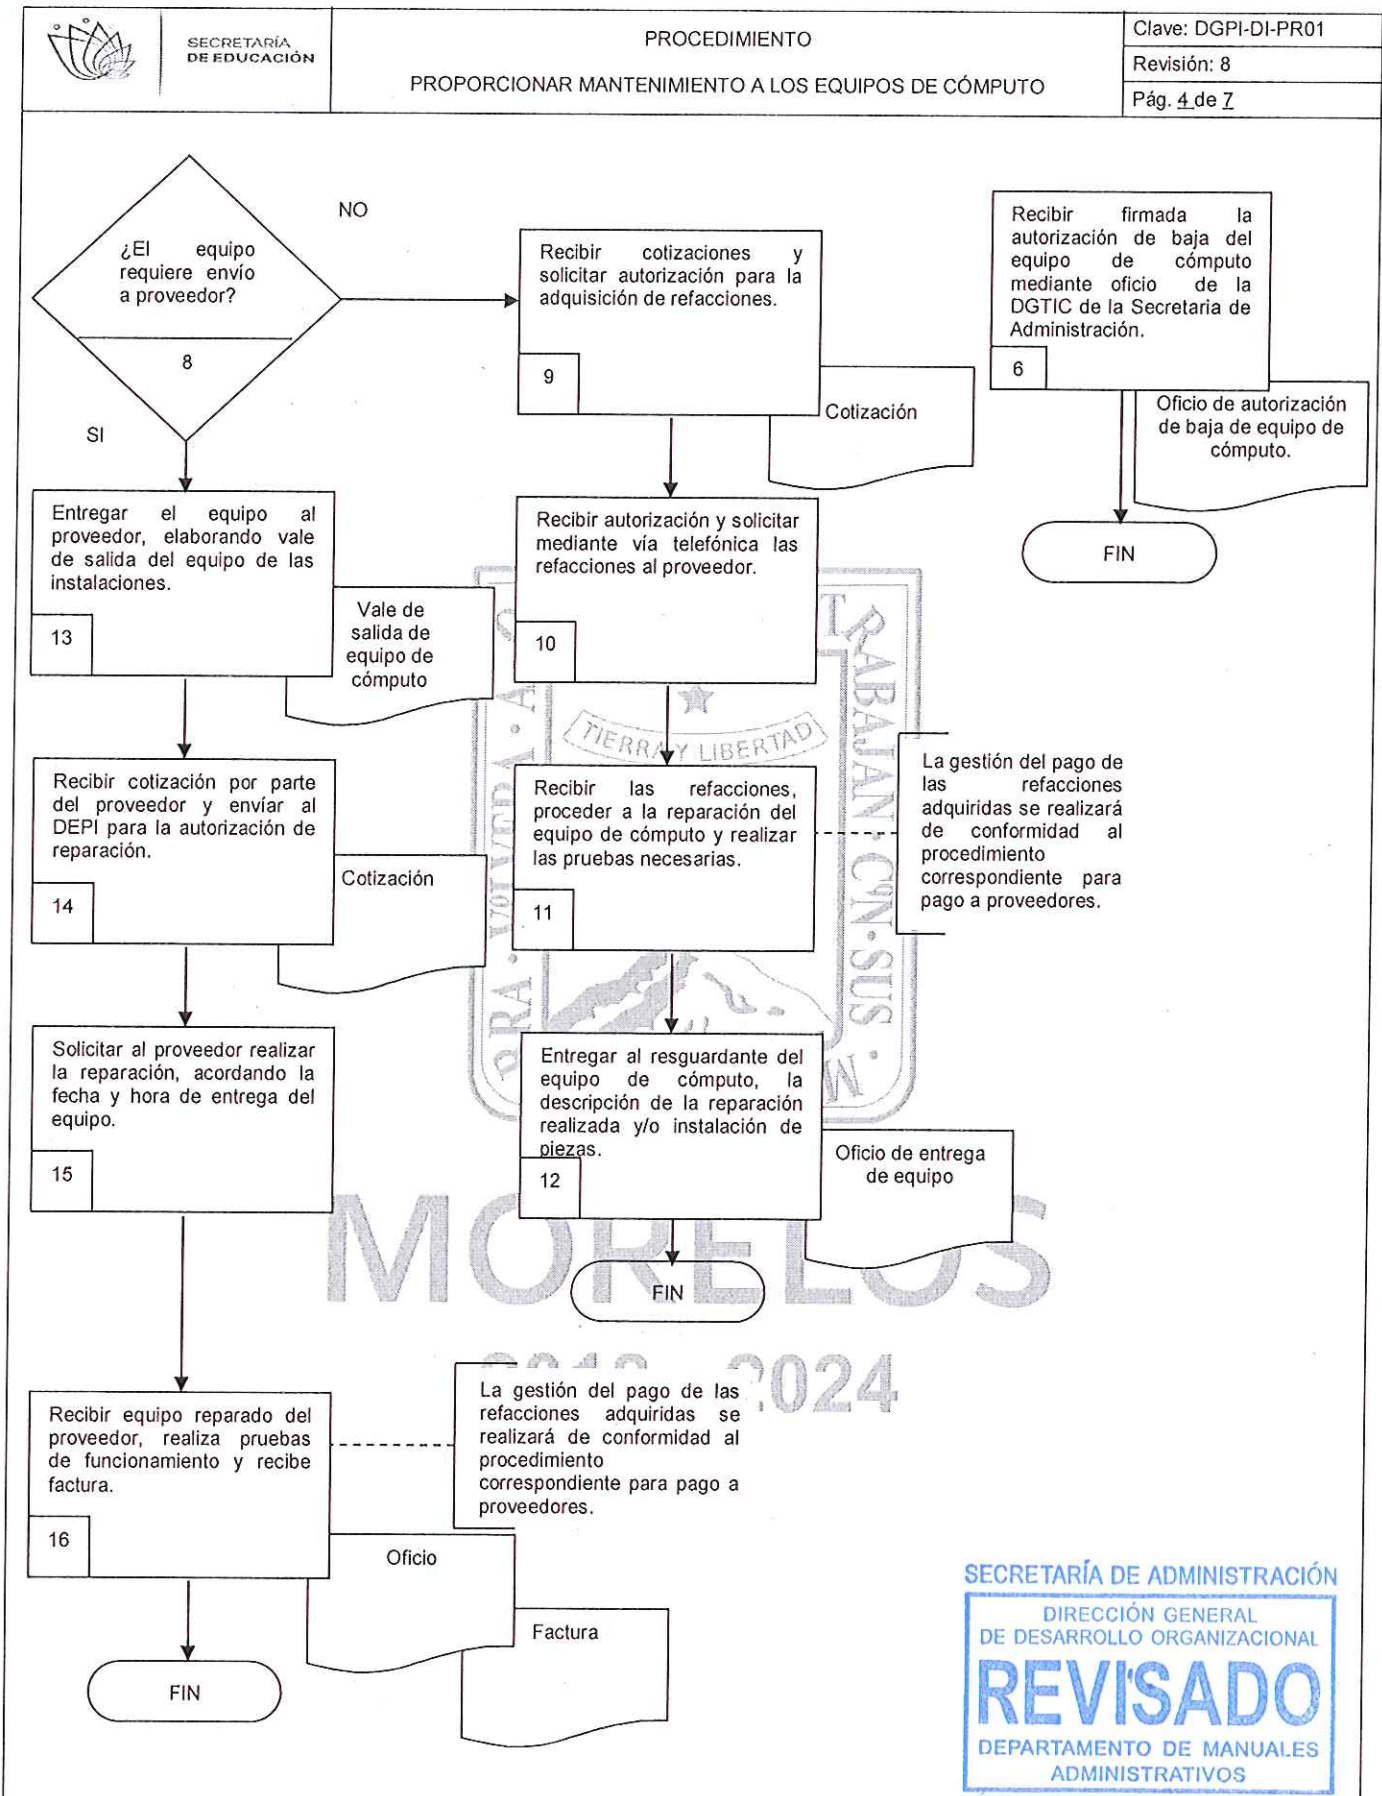 SECRETARÍA
DE EDUCACIÓN
PROCEDIMIENTO
PROPORCIONAR MANTENIMIENTO A LOS EQUIPOS DE CÓMPUTO
Clave: DGPI-DI-PR01
Revisión: 8
Pág. 4 de 7
¿El equipo
requiere envío
a proveedor?
8
NO
SI
Recibir cotizaciones y
solicitar autorización para la
adquisición de refacciones.
9
Cotización
Recibir firmada la
autorización de baja del
equipo de cómputo
mediante oficio de la
DGTIC de la Secretaria de
Administración.
6
Oficio de autorización
de baja de equipo de
cómputo.
FIN
Entregar el equipo al
proveedor, elaborando vale
de salida del equipo de las
instalaciones.
13
Vale de
salida de
equipo de
cómputo
Recibir autorización y solicitar
mediante vía telefónica las
refacciones al proveedor.
10
TIERRA Y LIBERTAD
TRABAJAN·CON·SUS
Recibir cotización por parte
del proveedor y envíar al
DEPI para la autorización de
reparación.
14
Cotización
Recibir las refacciones,
proceder a la reparación del
equipo de cómputo y realizar
las pruebas necesarias.
11
La gestión del pago de
las refacciones
adquiridas se realizará
de conformidad al
procedimiento
correspondiente para
pago a proveedores.
Solicitar al proveedor realizar
la reparación, acordando la
fecha y hora de entrega del
equipo.
15
Entregar al resguardante del
equipo de cómputo, la
descripción de la reparación
realizada y/o instalación de
piezas.
12
Oficio de entrega
de equipo
MORELOS
FIN
2024
Recibir equipo reparado del
proveedor, realiza pruebas
de funcionamiento y recibe
factura.
16
La gestión del pago de las
refacciones adquiridas se
realizará de conformidad al
procedimiento
correspondiente para pago a
proveedores.
Oficio
Factura
FIN
SECRETARÍA DE ADMINISTRACIÓN
DIRECCIÓN GENERAL
DE DESARROLLO ORGANIZACIONAL
REVISADO
DEPARTAMENTO DE MANUALES
ADMINISTRATIVOS